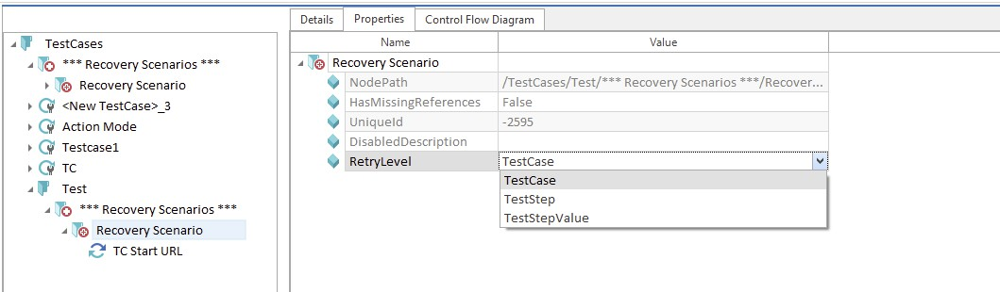 TestCases
*** Recovery Scenarios ***
Recovery Scenario
<New TestCase>_3
Action Mode
Testcase1
TC
Test
*** Recovery Scenarios ***
Recovery Scenario
TC Start URL
Details Properties Control Flow Diagram
Name Value
Recovery Scenario
NodePath /TestCases/Test/*** Recovery Scenarios ***/Recover...
HasMissingReferences False
UniqueId -2595
DisabledDescription
RetryLevel TestCase
TestCase
TestStep
TestStepValue